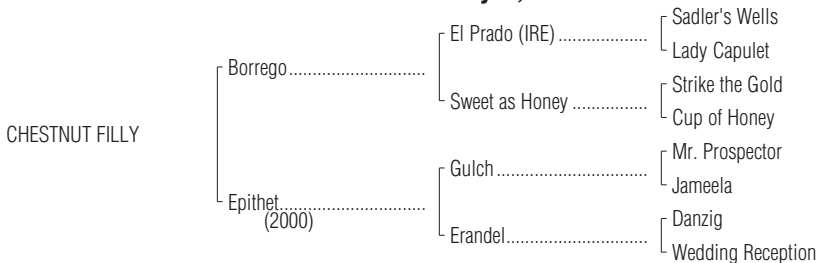 Sadler's Wells
El Prado (IRE) ...................
Lady Capulet
Borrego.............................
Strike the Gold
Sweet as Honey ................
Cup of Honey
CHESTNUT FILLY
Mr. Prospector
Gulch ................................
Jameela
Epithet...............................
(2000)
Danzig
Erandel..............................
Wedding Reception